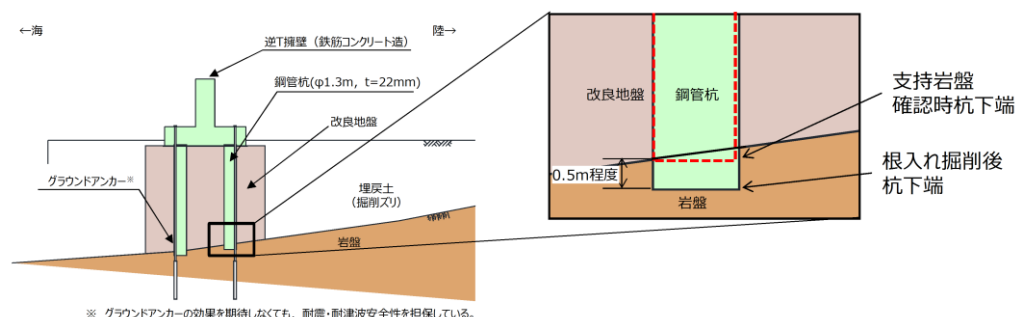 ←海
陸→
逆T擁壁（鉄筋コンクリート造）
鋼管杭(φ1.3m，t=22mm)
改良地盤
グラウンドアンカー※
埋戻土
（掘削ズリ）
岩盤
※ グラウンドアンカーの効果を期待しなくても、耐震・耐津波安全性を担保している。
改良地盤
鋼管杭
支持岩盤
確認時杭下端
0.5m程度
根入れ掘削後
杭下端
岩盤